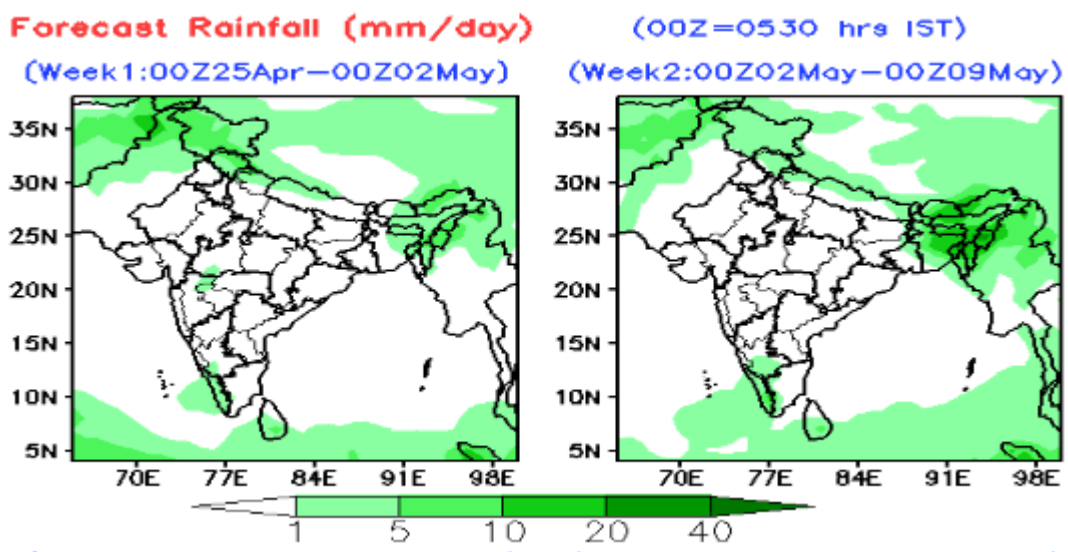 Forecast Rainfall (mm/day) (00Z=0530 hrs IST)
(Week1:00Z25Apr−00Z02May) (Week2:00Z02May−00Z09May)
35N 35N
30N 30N
25N 25N
20N 20N
15N 15N
10N 10N
5N 5N
70E 77E 84E 91E 98E 70E 77E 84E 91E 98E
1 5 10 20 40